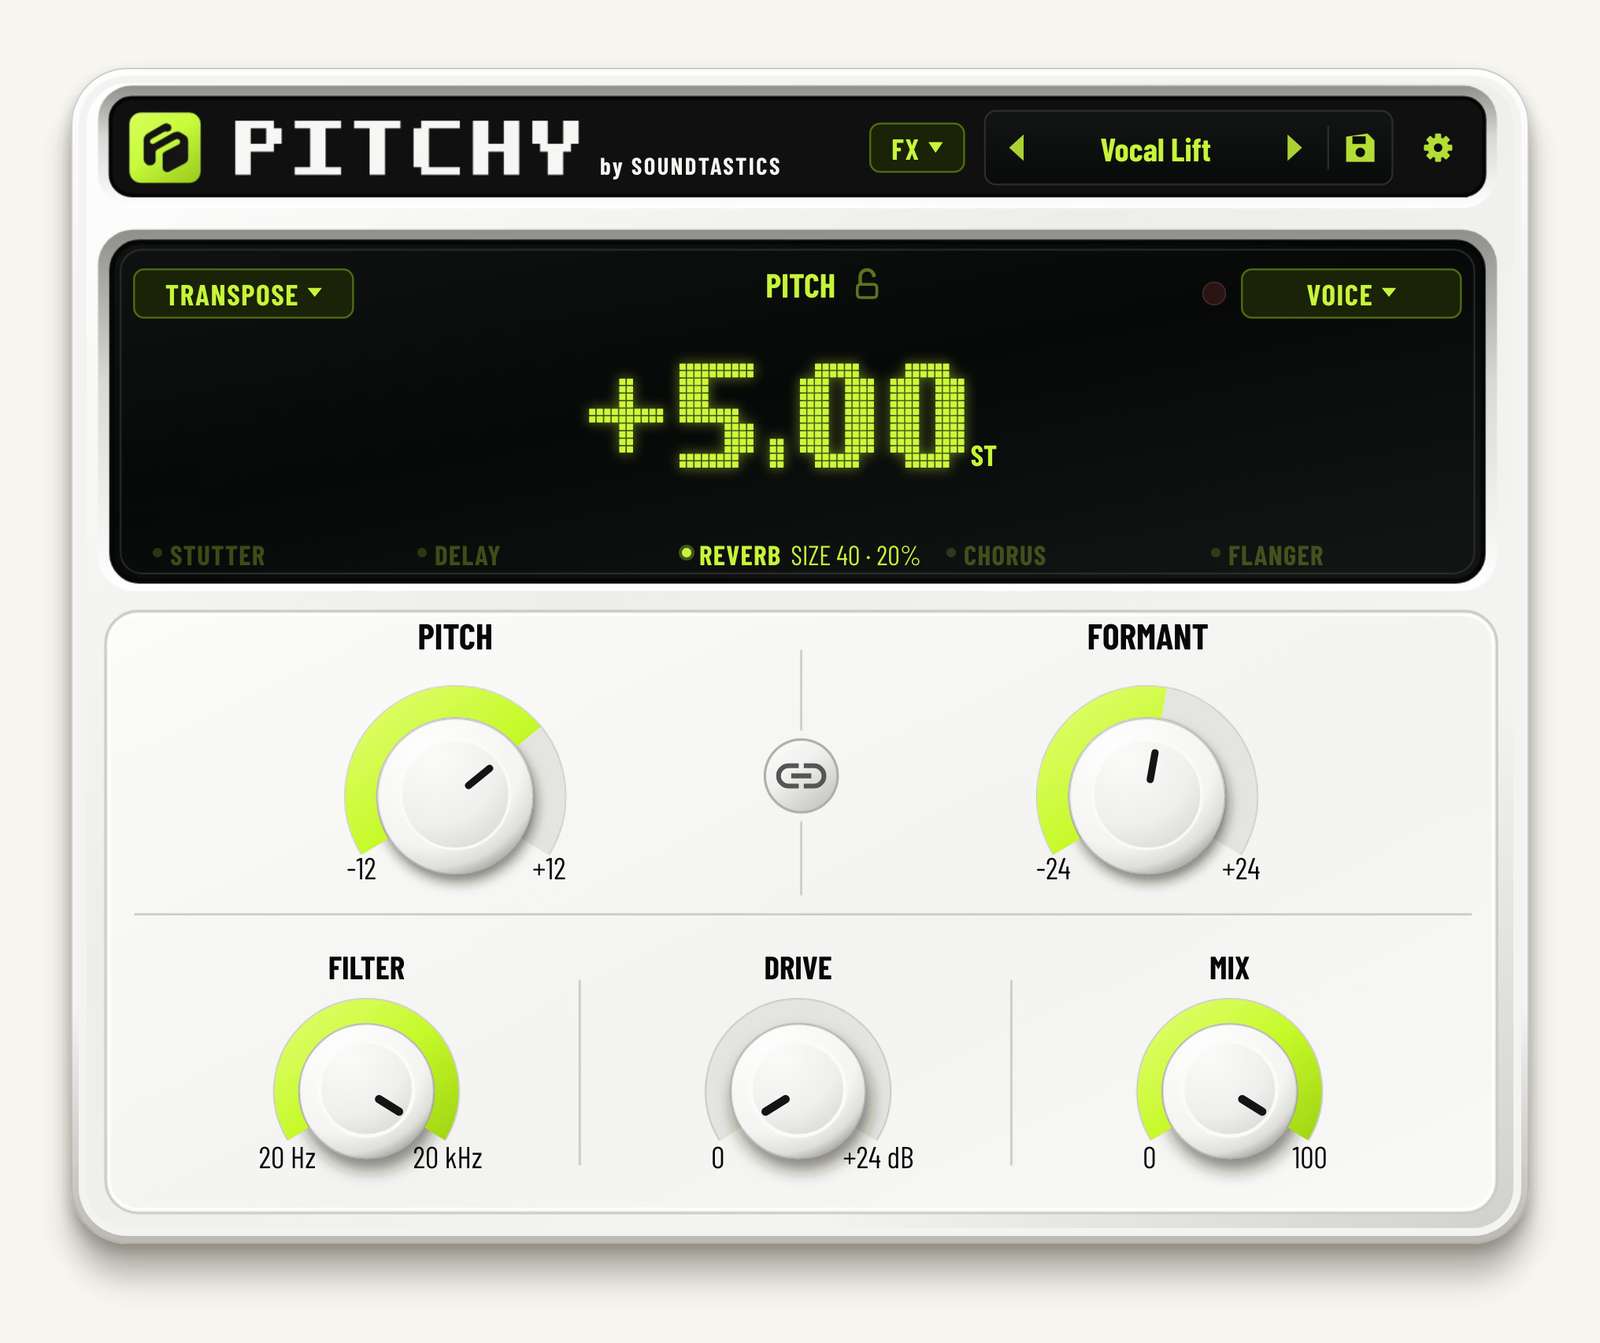 PITCHY by SOUNDTASTICS FX Vocal Lift
TRANSPOSE PITCH VOICE
+5.00 ST
STUTTER DELAY REVERB SIZE 40 · 20% CHORUS FLANGER
PITCH FORMANT
-12 +12 -24 +24
FILTER DRIVE MIX
20 Hz 20 kHz 0 +24 dB 0 100